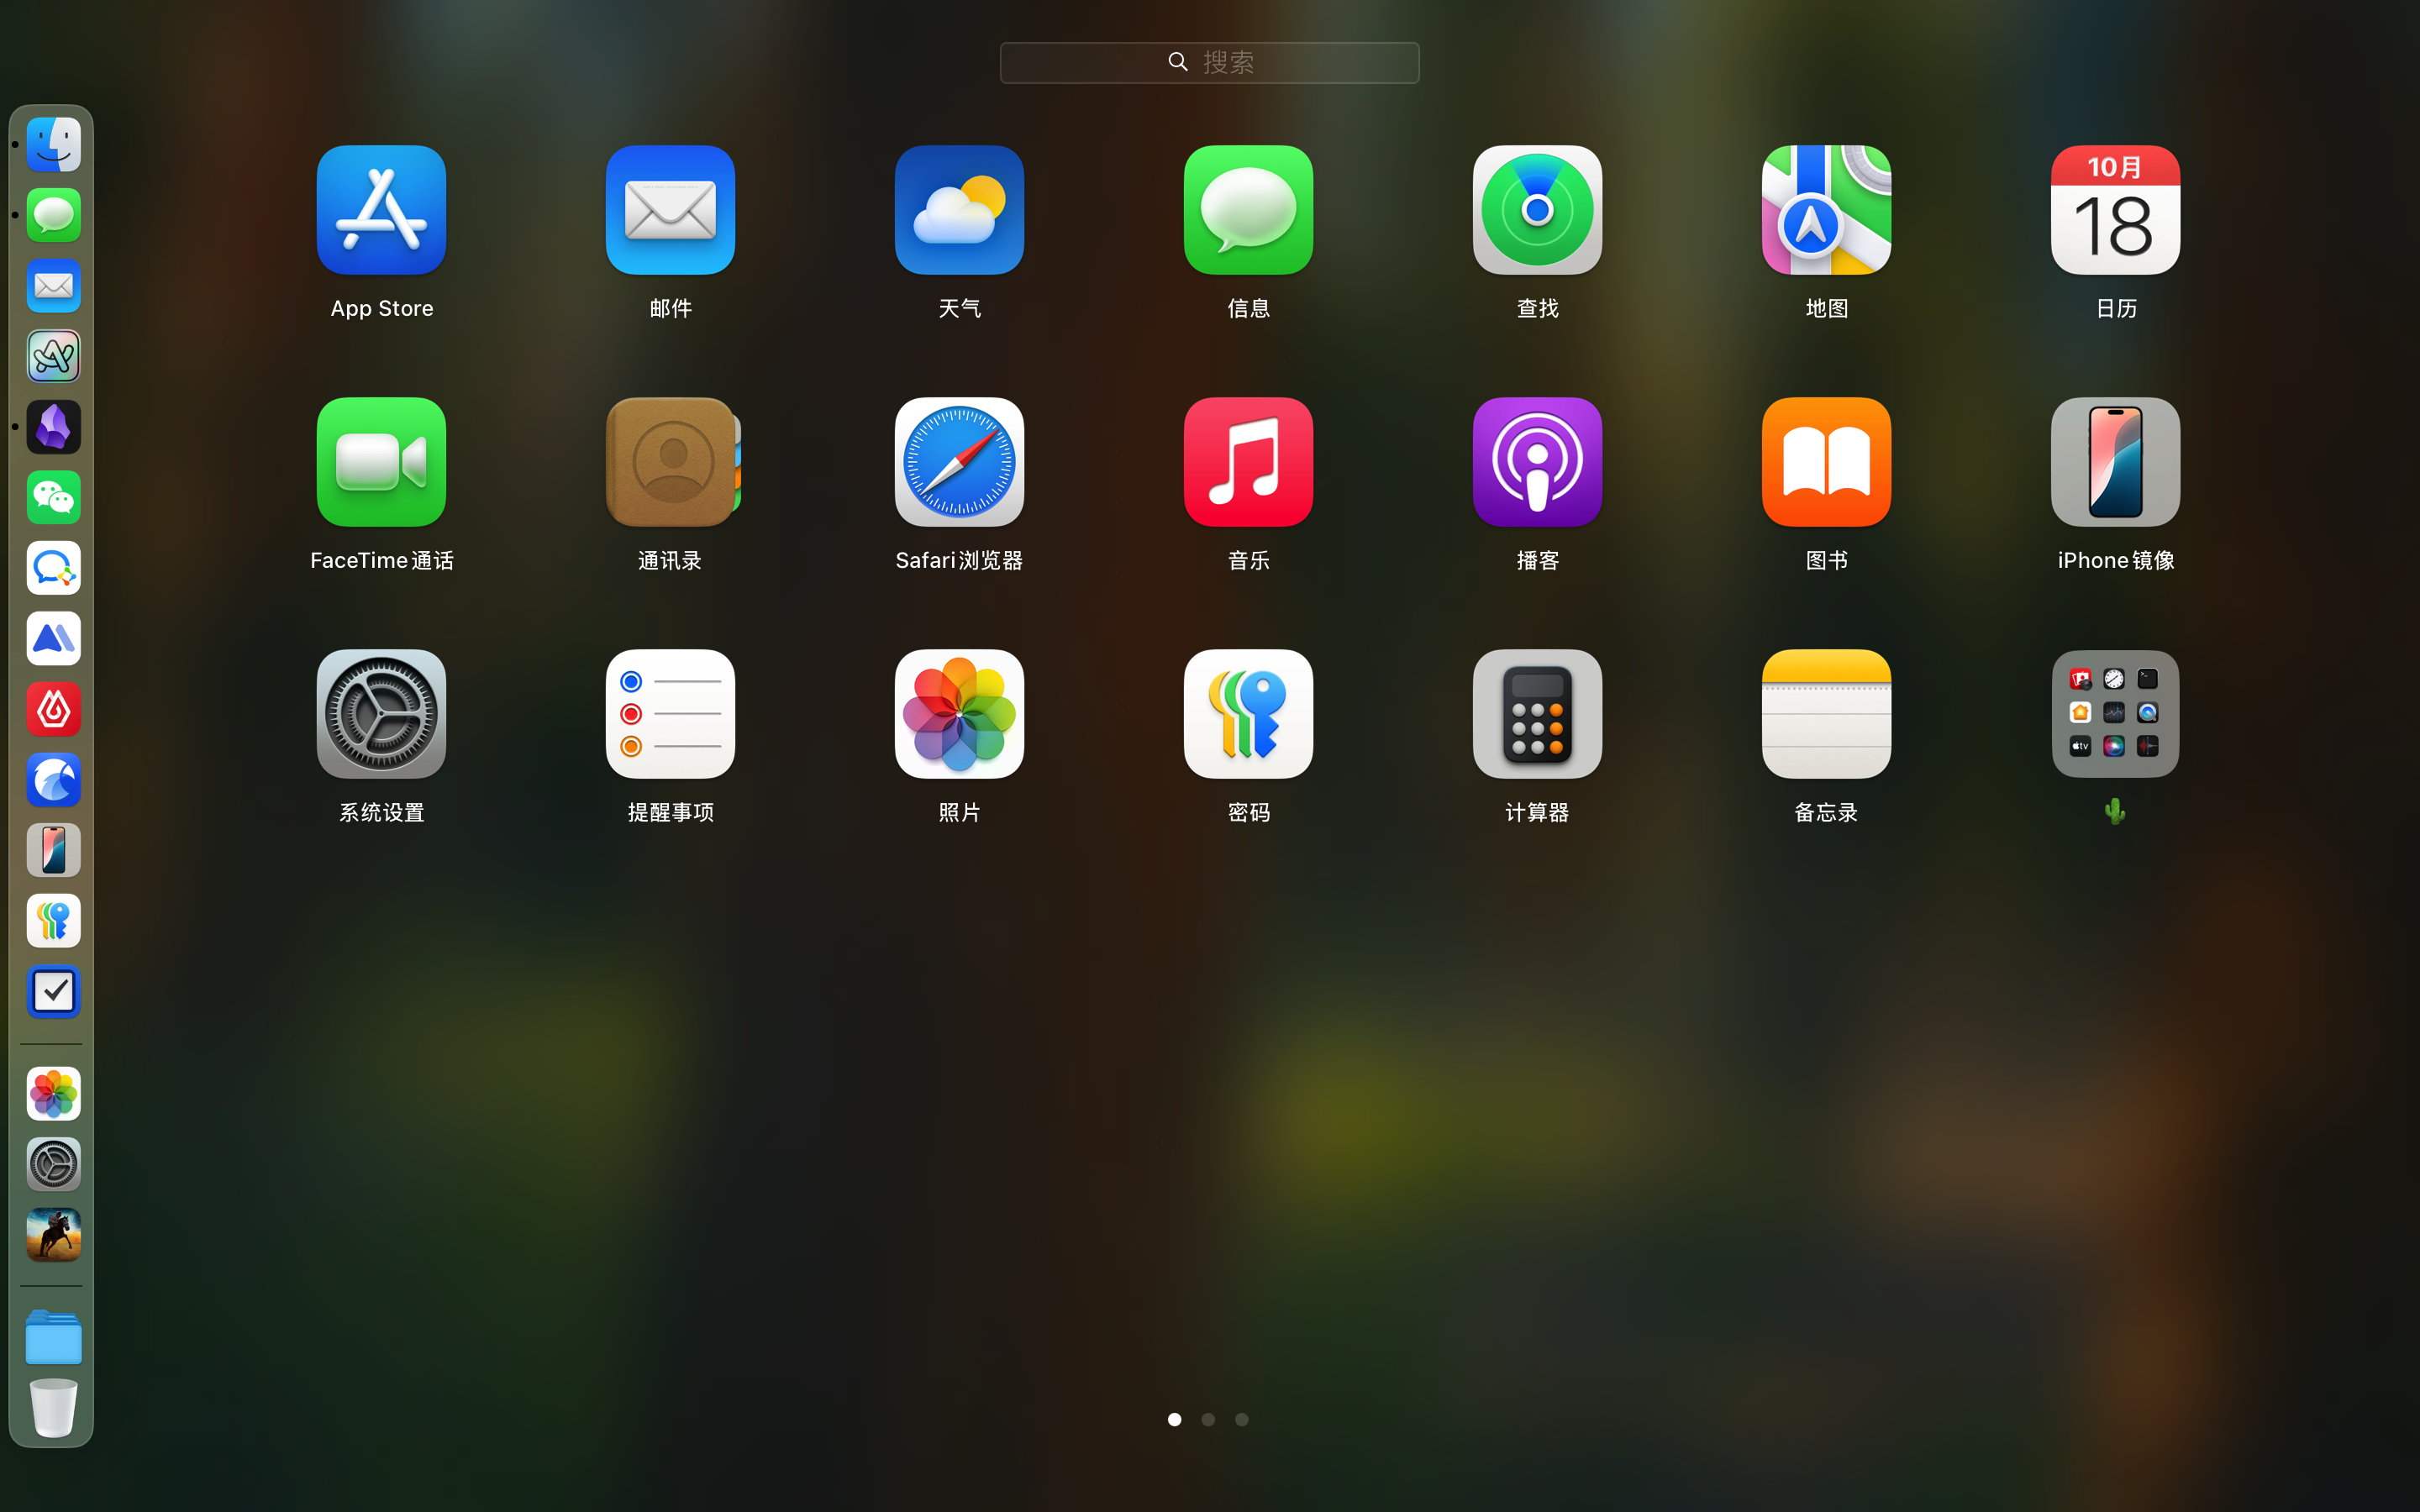 搜索
App Store
邮件
天气
信息
查找
10月
18
地图
日历
FaceTime通话
通讯录
Safari浏览器
音乐
播客
图书
iPhone镜像
系统设置
提醒事项
照片
密码
计算器
备忘录
tv